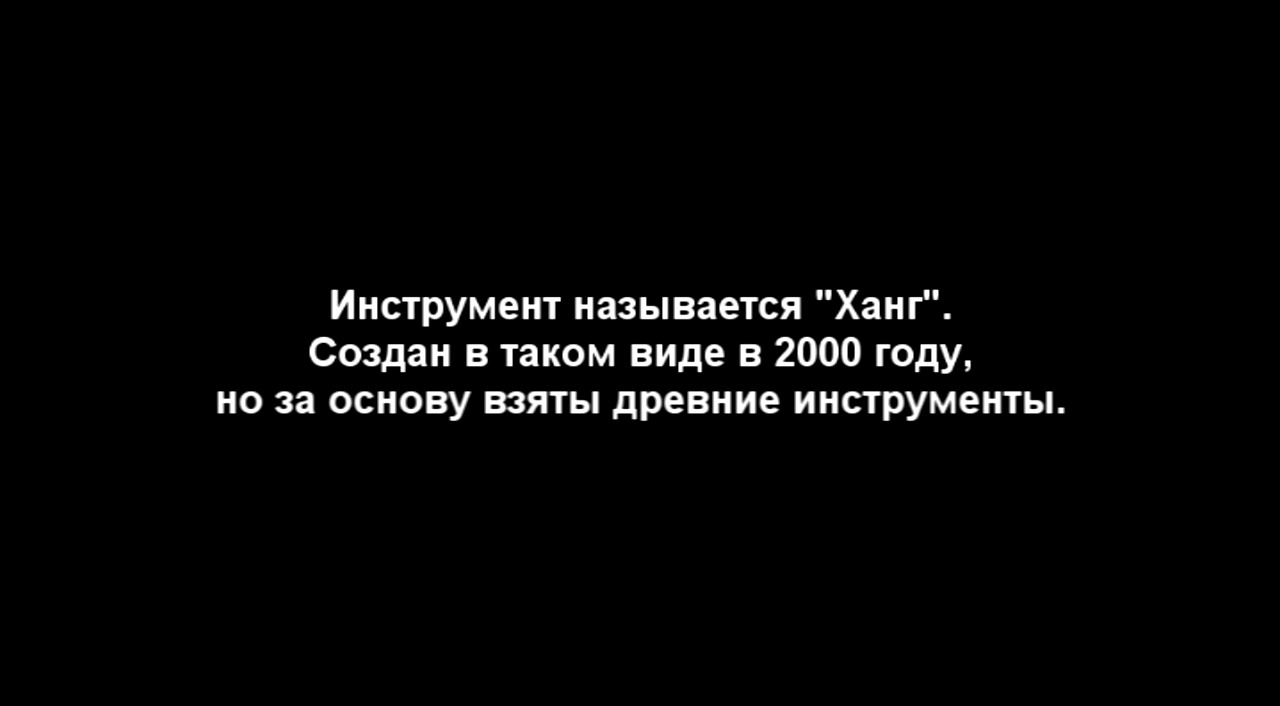 Инструмент называется "Ханг".
Создан в таком виде в 2000 году,
но за основу взяты древние инструменты.